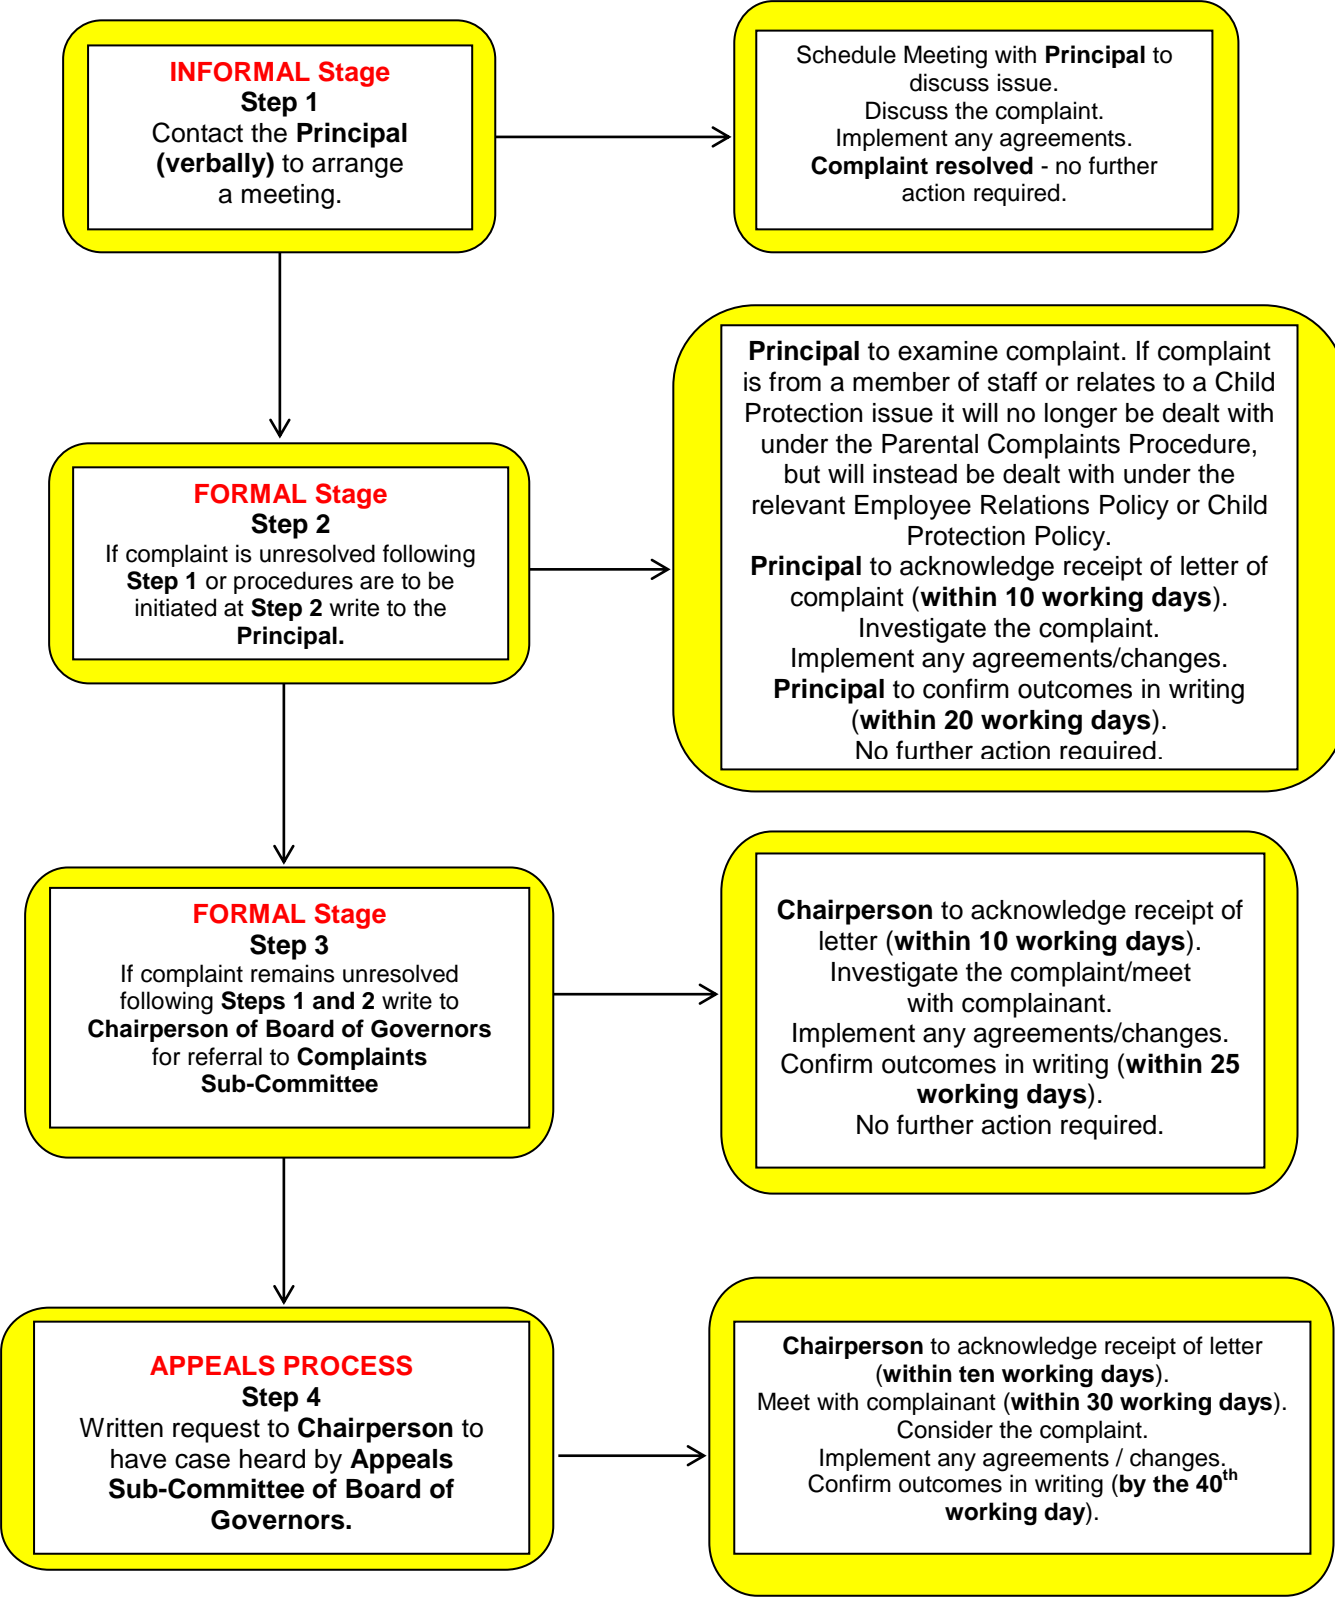 INFORMAL Stage
Step 1
Contact the Principal
(verbally) to arrange
a meeting.
Schedule Meeting with Principal to
discuss issue.
Discuss the complaint.
Implement any agreements.
Complaint resolved - no further
action required.
FORMAL Stage
Step 2
If complaint is unresolved following
Step 1 or procedures are to be
initiated at Step 2 write to the
Principal.
Principal to examine complaint. If complaint
is from a member of staff or relates to a Child
Protection issue it will no longer be dealt with
under the Parental Complaints Procedure,
but will instead be dealt with under the
relevant Employee Relations Policy or Child
Protection Policy.
Principal to acknowledge receipt of letter of
complaint (within 10 working days).
Investigate the complaint.
Implement any agreements/changes.
Principal to confirm outcomes in writing
(within 20 working days).
No further action required.
FORMAL Stage
Step 3
If complaint remains unresolved
following Steps 1 and 2 write to
Chairperson of Board of Governors
for referral to Complaints
Sub-Committee
Chairperson to acknowledge receipt of
letter (within 10 working days).
Investigate the complaint/meet
with complainant.
Implement any agreements/changes.
Confirm outcomes in writing (within 25
working days).
No further action required.
APPEALS PROCESS
Step 4
Written request to Chairperson to
have case heard by Appeals
Sub-Committee of Board of
Governors.
Chairperson to acknowledge receipt of letter
(within ten working days).
Meet with complainant (within 30 working days).
Consider the complaint.
Implement any agreements / changes.
Confirm outcomes in writing (by the 40th
working day).